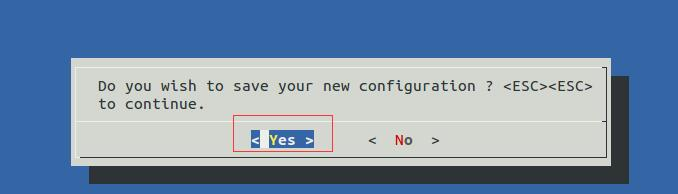 Do you wish to save your new configuration ? <ESC><ESC>
to continue.
< Yes > < No >